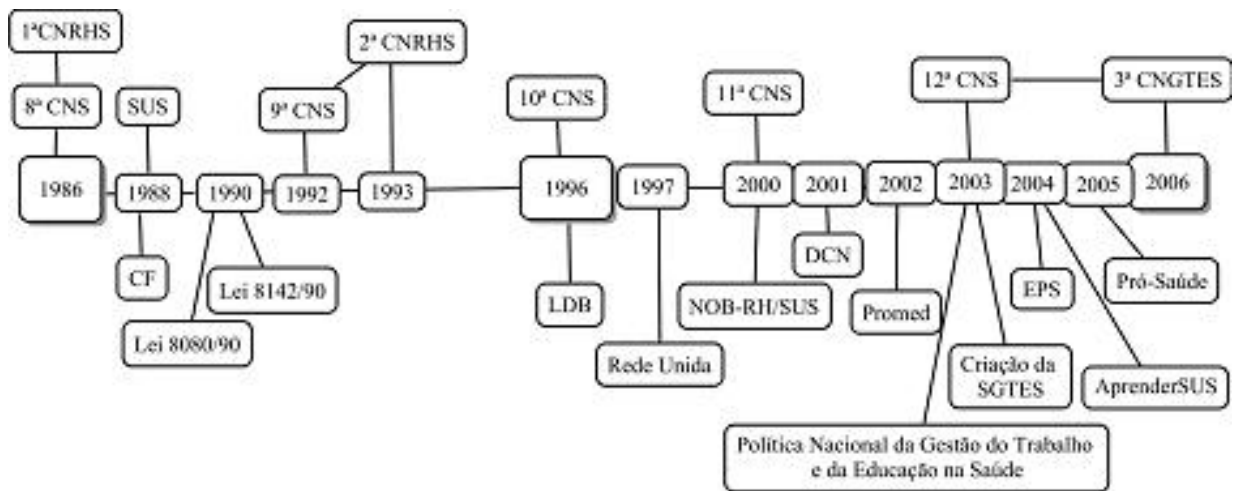 1ªCNRHS
2ª CNRHS
8ª CNS
SUS
9ª CNS
10ª CNS
11ª CNS
12ª CNS
3ª CNGTES
1986
1988
1990
1992
1993
1996
1997
2000
2001
2002
2003
2004
2005
2006
CF
Lei 8142/90
Lei 8080/90
LDB
Rede Unida
NOB-RH/SUS
DCN
Promed
EPS
Pró-Saúde
Criação da
SGTES
AprenderSUS
Política Nacional da Gestão do Trabalho
e da Educação na Saúde